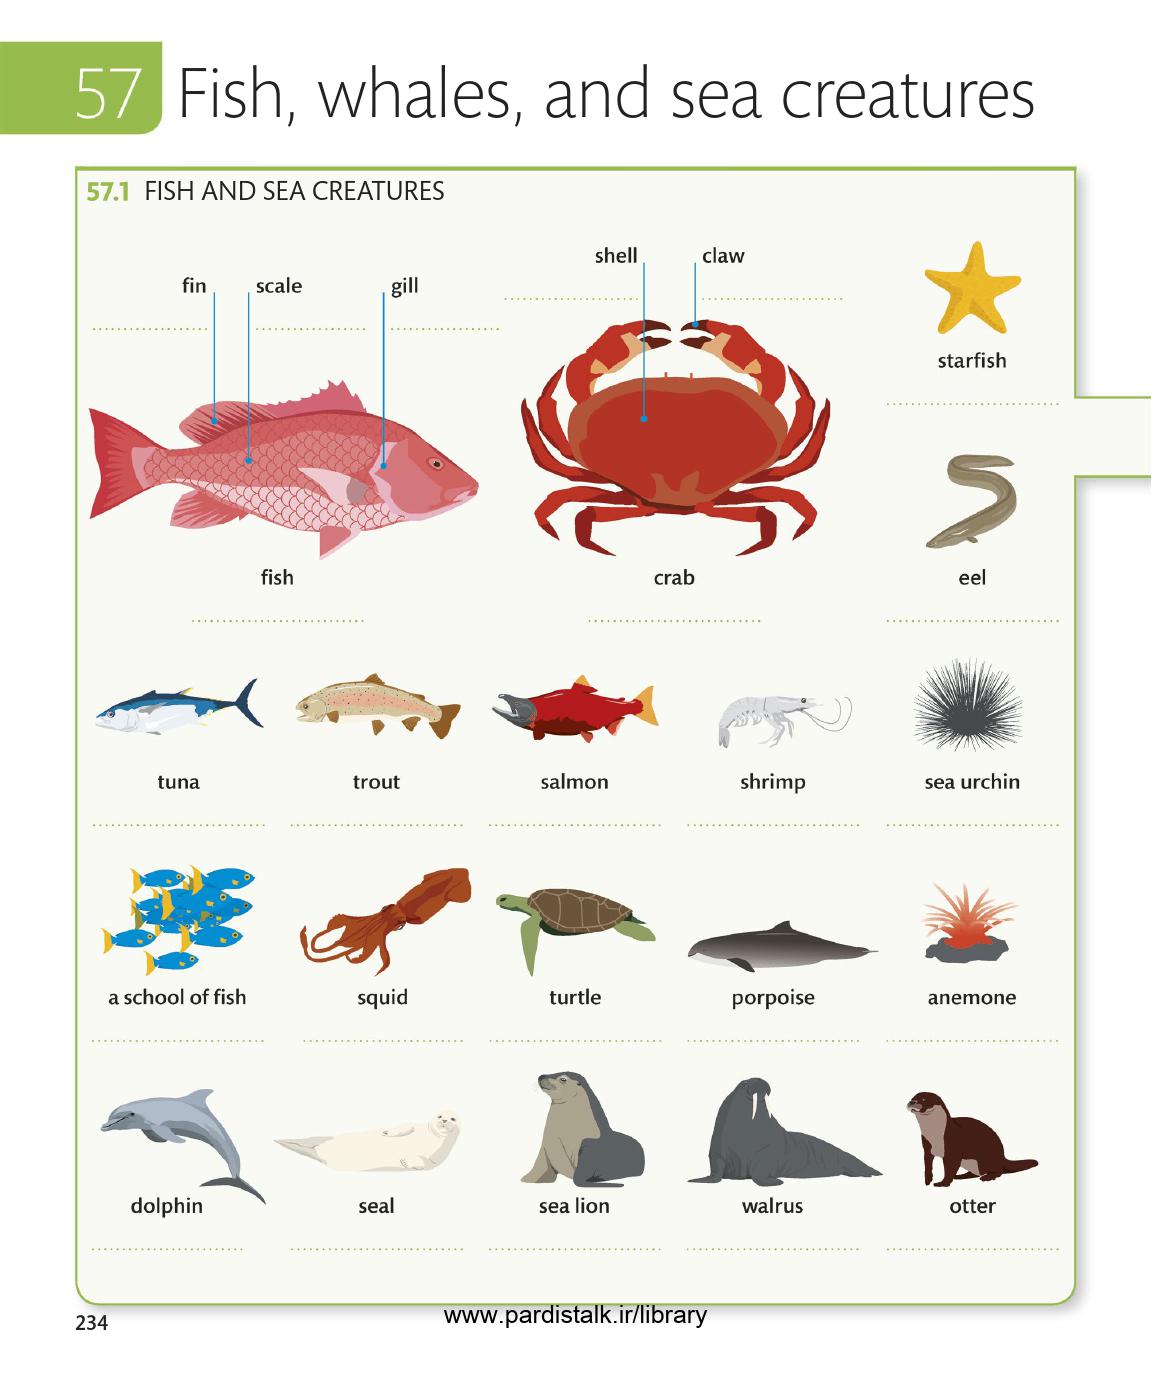 57 Fish, whales, and sea creatures
57.1 FISH AND SEA CREATURES
fin scale gill
shell claw
starfish
fish crab eel
tuna trout salmon shrimp sea urchin
a school of fish squid turtle porpoise anemone
dolphin seal sea lion walrus otter
234
www.pardistalk.ir/library